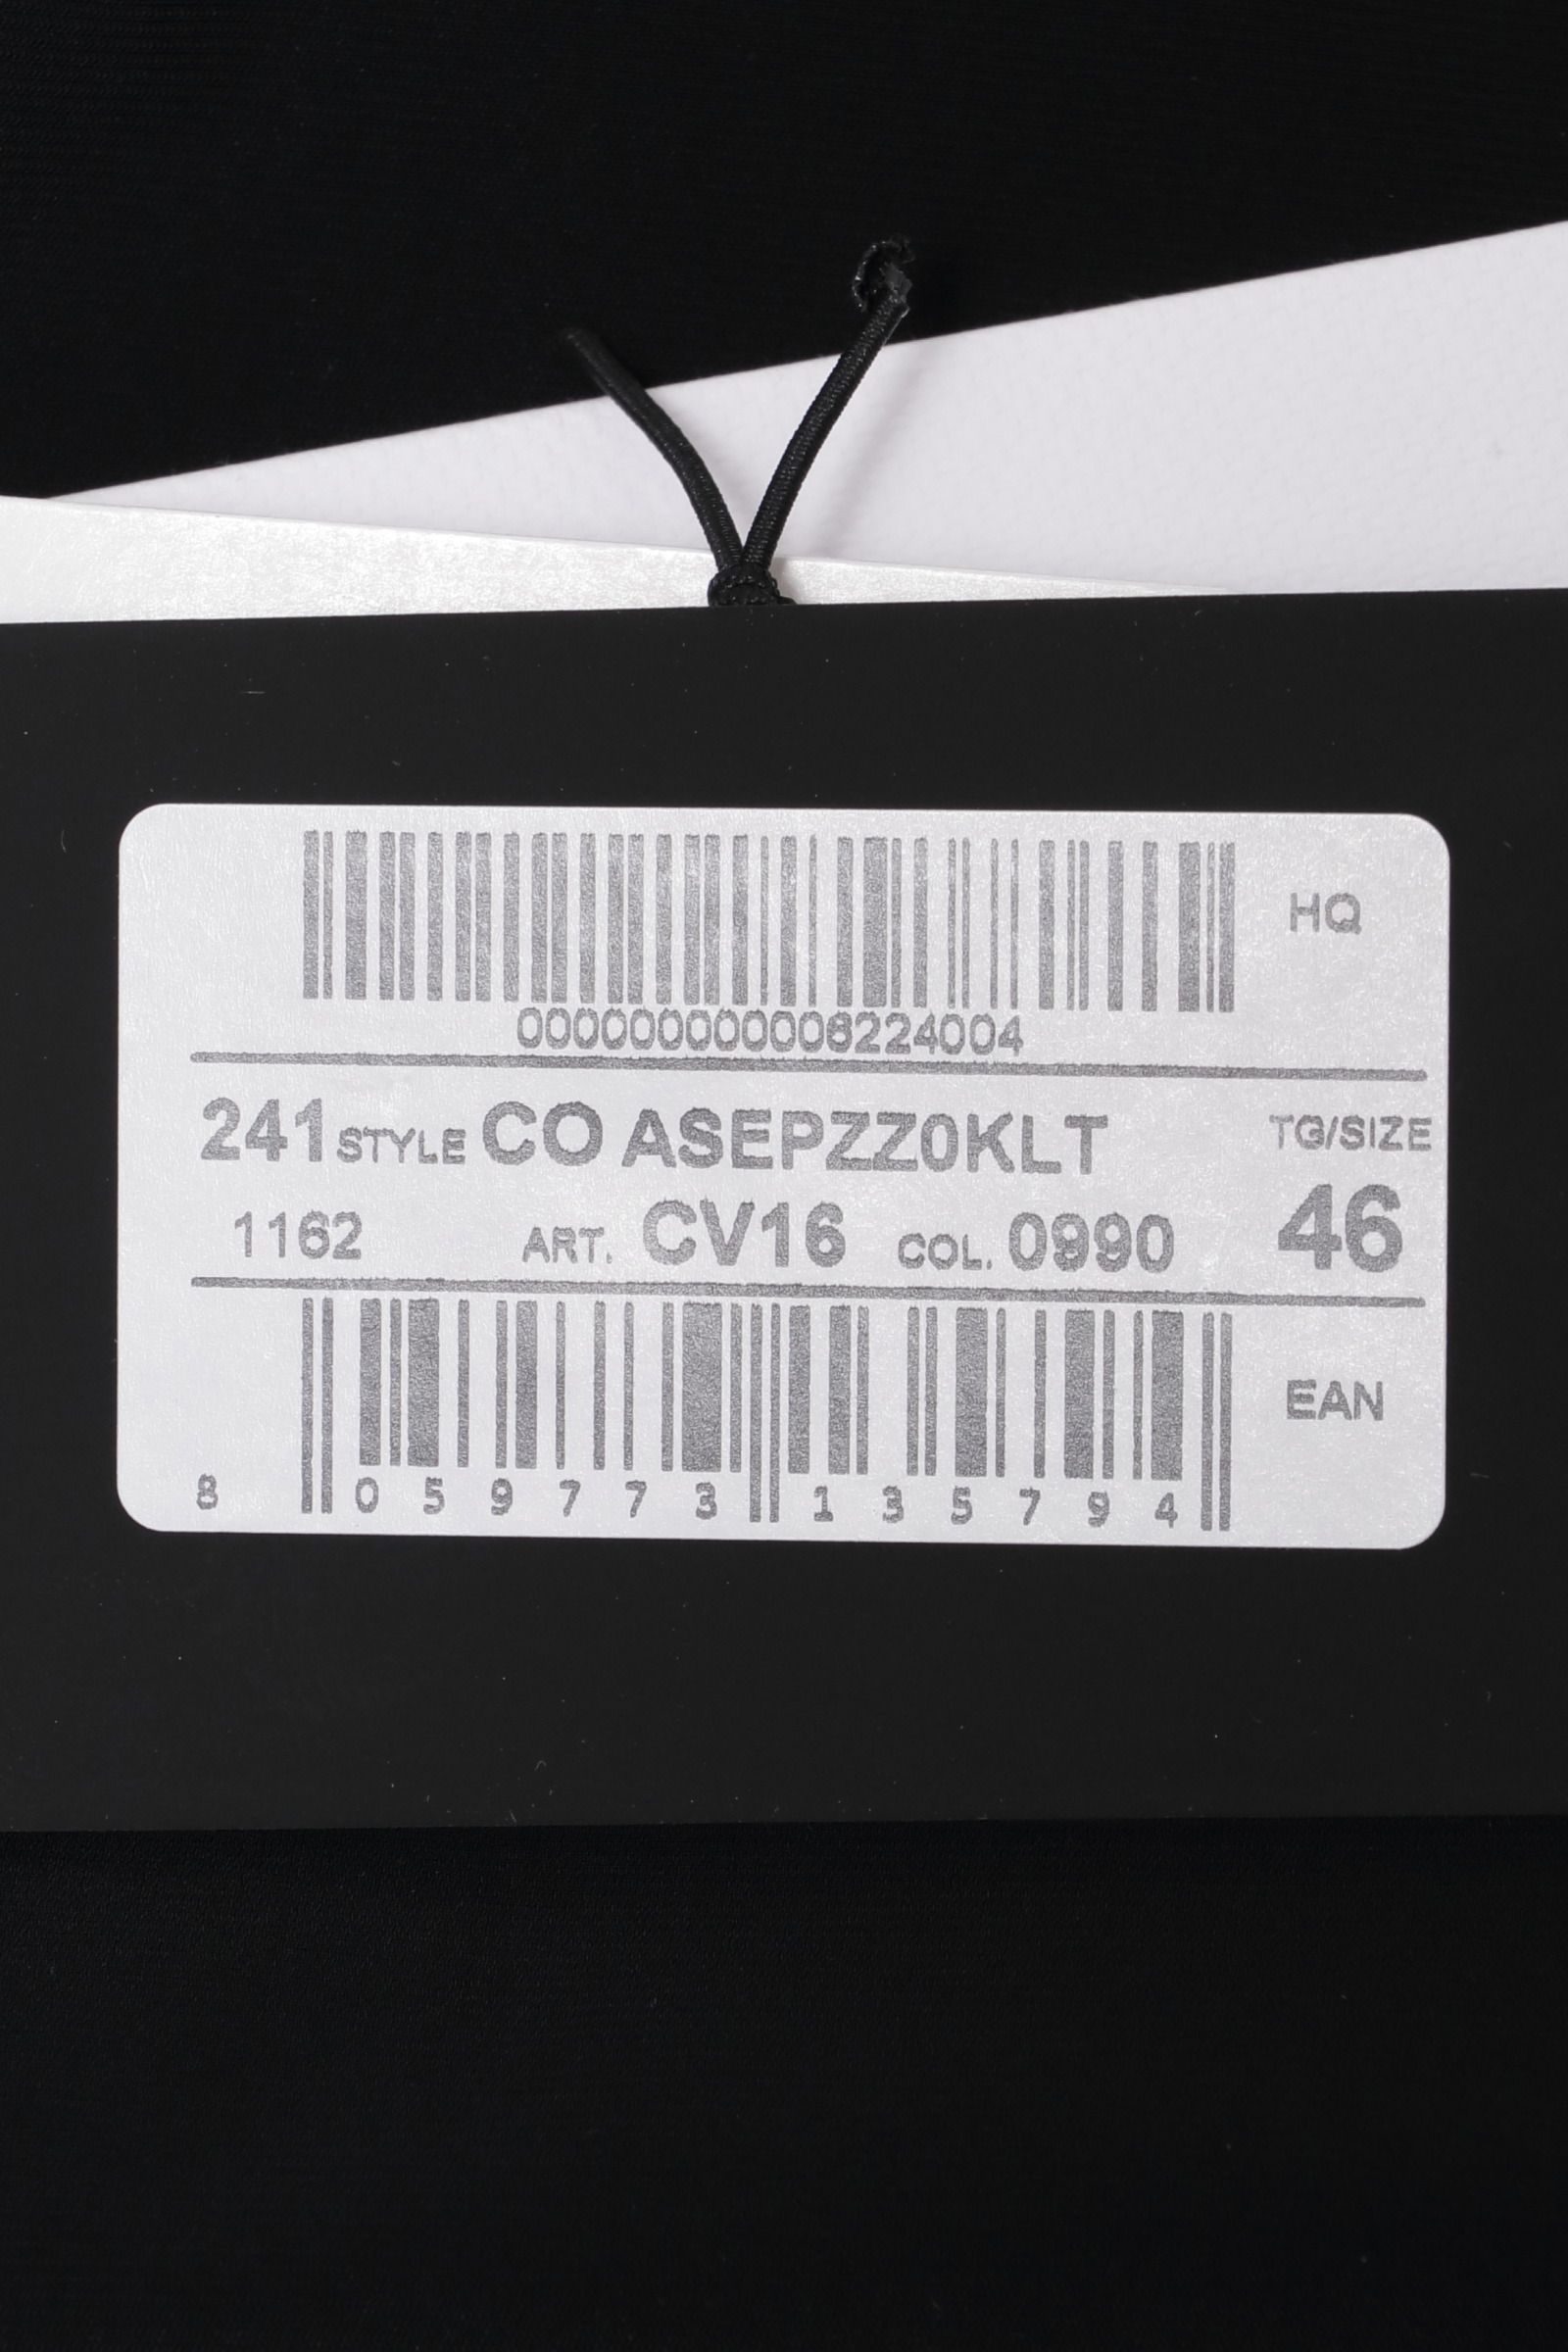 HQ
000000000008224004
241 STYLE CO ASEPZZ0KLT TG/SIZE
1162 ART. CV16 COL. 0990 46
EAN
8 059773 135794